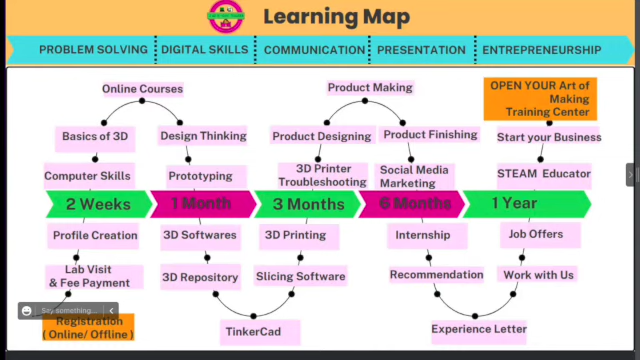 Learning Map
PROBLEM SOLVING
DIGITAL SKILLS
COMMUNICATION
PRESENTATION
ENTREPRENEURSHIP
Online Courses
Product Making
OPEN YOUR Art of
Making
Training Center
Basics of 3D
Design Thinking
Product Designing
Product Finishing
Start your Business
Computer Skills
Prototyping
3D Printer
Troubleshooting
Social Media
Marketing
STEAM Educator
2 Weeks
1 Month
3 Months
6 Months
1 Year
Profile Creation
3D Softwares
3D Printing
Internship
Job Offers
Lab Visit
& Fee Payment
3D Repository
Slicing Software
Recommendation
Work with Us
Say something...
Registration
( Online/ Offline )
TinkerCad
Experience Letter